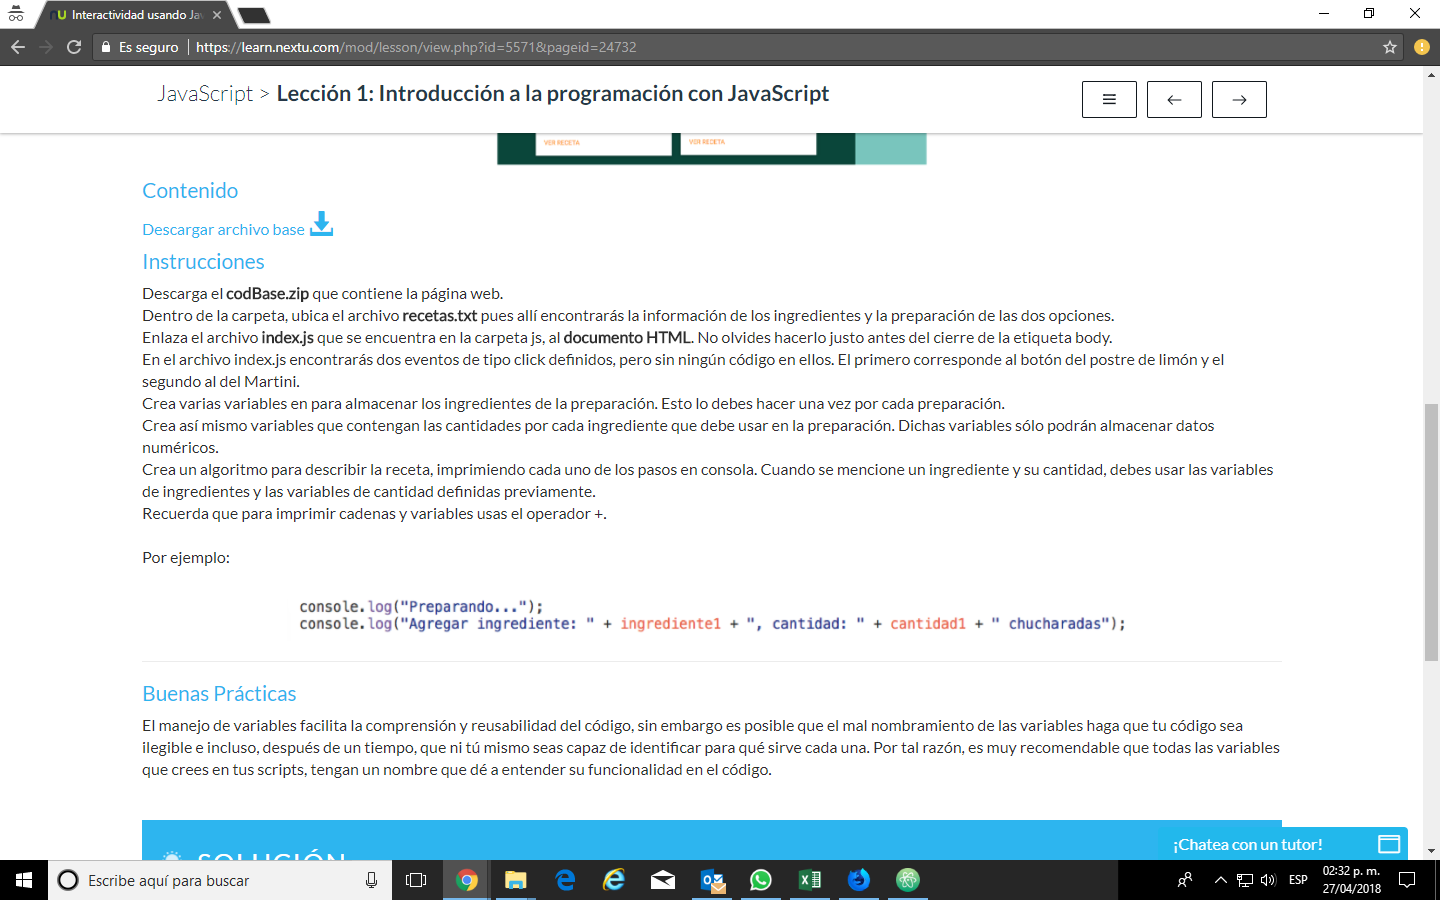 Interactividad usando Jav
Es seguro
https://learn.nextu.com/mod/lesson/view.php?id=5571&pageid=24732
JavaScript > Lección 1: Introducción a la programación con JavaScript
VER RECETA
VER RECETA
Contenido
Descargar archivo base
Instrucciones
Descarga el codBase.zip que contiene la página web.
Dentro de la carpeta, ubica el archivo recetas.txt pues allí encontrarás la información de los ingredientes y la preparación de las dos opciones.
Enlaza el archivo index.js que se encuentra en la carpeta js, al documento HTML. No olvides hacerlo justo antes del cierre de la etiqueta body.
En el archivo index.js encontrarás dos eventos de tipo click definidos, pero sin ningún código en ellos. El primero corresponde al botón del postre de limón y el
segundo al del Martini.
Crea varias variables en para almacenar los ingredientes de la preparación. Esto lo debes hacer una vez por cada preparación.
Crea así mismo variables que contengan las cantidades por cada ingrediente que debe usar en la preparación. Dichas variables sólo podrán almacenar datos
numéricos.
Crea un algoritmo para describir la receta, imprimiendo cada uno de los pasos en consola. Cuando se mencione un ingrediente y su cantidad, debes usar las variables
de ingredientes y las variables de cantidad definidas previamente.
Recuerda que para imprimir cadenas y variables usas el operador +.
Por ejemplo:
console.log("Preparando...");
console.log("Agregar ingrediente: " + ingrediente1 + ", cantidad: " + cantidad1 + " chucharadas");
Buenas Prácticas
El manejo de variables facilita la comprensión y reusabilidad del código, sin embargo es posible que el mal nombramiento de las variables haga que tu código sea
ilegible e incluso, después de un tiempo, que ni tú mismo seas capaz de identificar para qué sirve cada una. Por tal razón, es muy recomendable que todas las variables
que crees en tus scripts, tengan un nombre que dé a entender su funcionalidad en el código.
SOLUCIÓN
¡Chatea con un tutor!
Escribe aquí para buscar
ESP
02:32 p. m.
27/04/2018